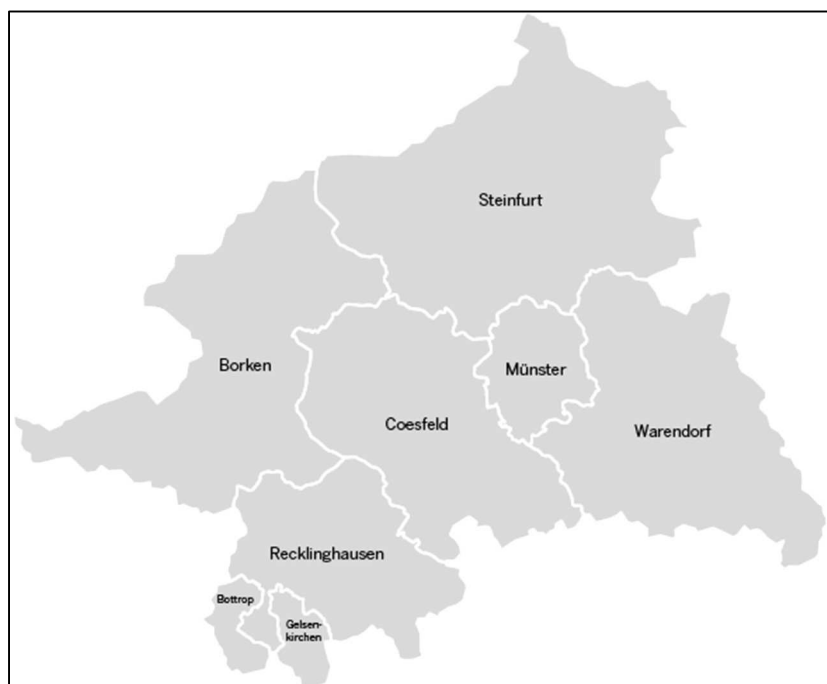 Steinfurt
Borken
Münster
Coesfeld
Warendorf
Recklinghausen
Bottrop
Gelsen-
kirchen